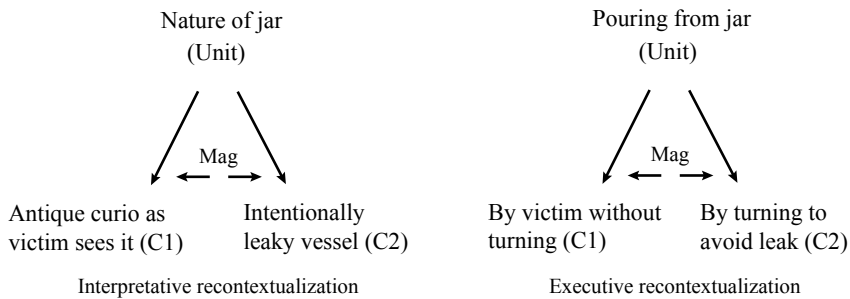 Nature of jar
(Unit)
Mag
Antique curio as
victim sees it (C1)
Intentionally
leaky vessel (C2)
Interpretative recontextualization
Pouring from jar
(Unit)
Mag
By victim without
turning (C1)
By turning to
avoid leak (C2)
Executive recontextualization